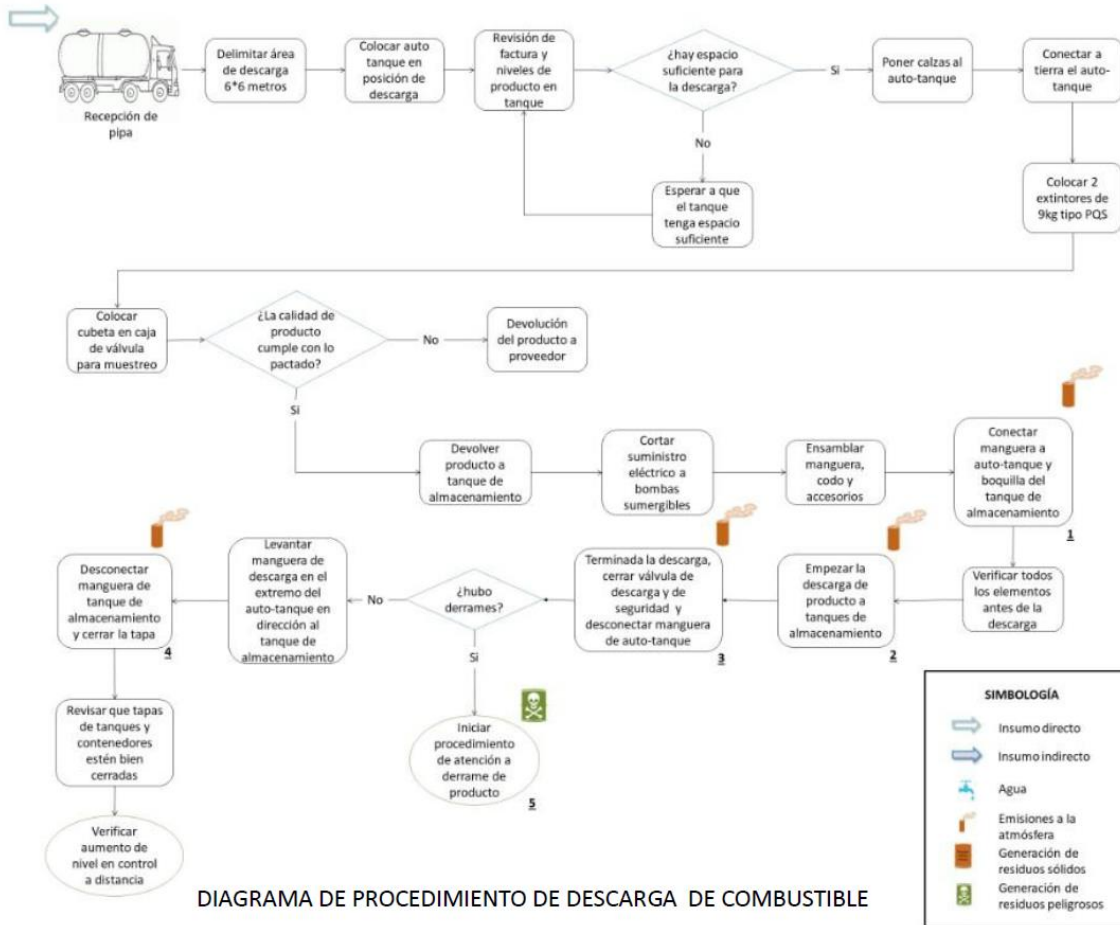 Recepción de
pipa
Delimitar área
de descarga
6*6 metros
Colocar auto
tanque en
posición de
descarga
Revisión de
factura y
niveles de
producto en
tanque
¿hay espacio
suficiente para
la descarga?
Si
No
Esperar a que
el tanque
tenga espacio
suficiente
Poner calzas al
auto-tanque
Conectar a
tierra el auto-
tanque
Colocar 2
extintores de
9kg tipo PQS
Colocar
cubeta en caja
de válvula
para muestreo
¿La calidad de
producto
cumple con lo
pactado?
No
Devolución
del producto a
proveedor
Si
Devolver
producto a
tanque de
almacenamiento
Cortar
suministro
eléctrico a
bombas
sumergibles
Ensamblar
manguera,
codo y
accesorios
Conectar
manguera a
auto-tanque y
boquilla del
tanque de
almacenamiento
1
Verificar todos
los elementos
antes de la
descarga
Empezar la
descarga de
producto a
tanques de
almacenamiento
2
Terminada la descarga,
cerrar válvula de
descarga y de
seguridad y
desconectar manguera
de auto-tanque
3
¿hubo
derrames?
No
Si
Levantar
manguera de
descarga en el
extremo del
auto-tanque en
dirección al
tanque de
almacenamiento
Desconectar
manguera de
tanque de
almacenamiento
y cerrar la tapa
4
Iniciar
procedimiento
de atención a
derrame de
producto
5
Revisar que tapas
de tanques y
contenedores
estén bien
cerradas
Verificar
aumento de
nivel en control
a distancia
SIMBOLOGÍA
Insumo directo
Insumo indirecto
Agua
Emisiones a la
atmósfera
Generación de
residuos sólidos
Generación de
residuos peligrosos
DIAGRAMA DE PROCEDIMIENTO DE DESCARGA DE COMBUSTIBLE